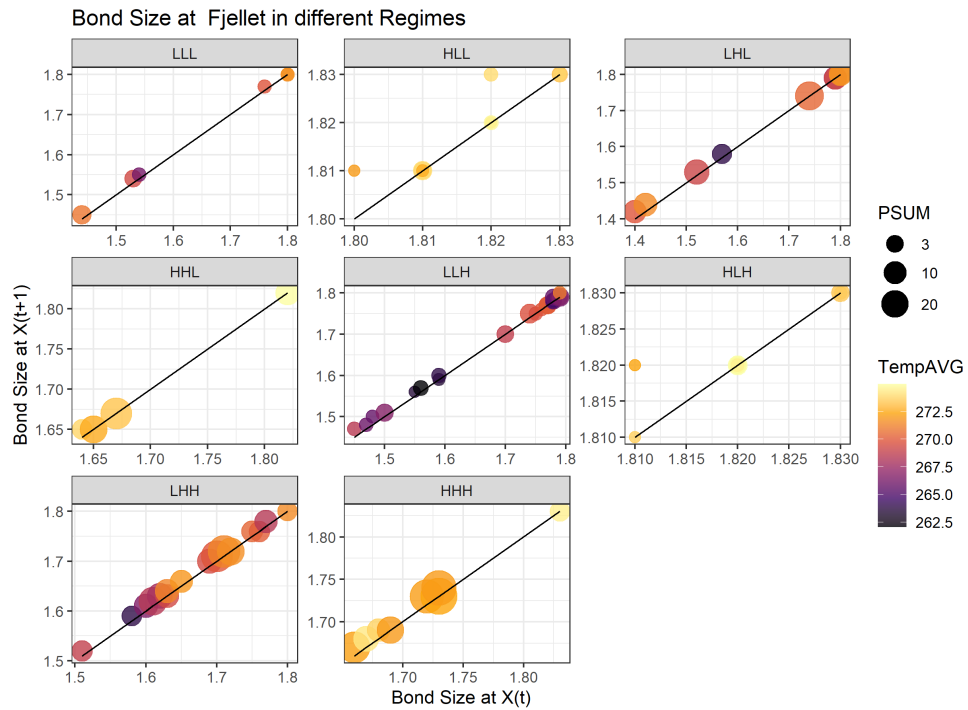 Bond Size at  Fjellet in different Regimes
LLL
HLL
LHL
1.8
1.7
1.6
1.5
1.5 1.6 1.7 1.8
1.83
1.82
1.81
1.80
1.80 1.81 1.82 1.83
1.8
1.7
1.6
1.5
1.4
1.4 1.5 1.6 1.7 1.8
HHL
LLH
HLH
1.80
1.75
1.70
1.65
1.65 1.70 1.75 1.80
1.8
1.7
1.6
1.5
1.5 1.6 1.7 1.8
1.830
1.825
1.820
1.815
1.810
1.810 1.815 1.820 1.825 1.830
LHH
HHH
1.8
1.7
1.6
1.5
1.5 1.6 1.7 1.8
1.80
1.75
1.70
1.70 1.75 1.80
Bond Size at X(t+1)
Bond Size at X(t)
PSUM
3
10
20
TempAVG
272.5
270.0
267.5
265.0
262.5